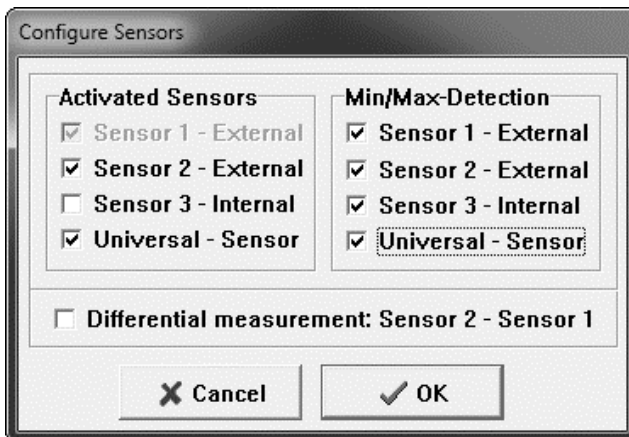 Configure Sensors
Activated Sensors
Sensor 1 - External
Sensor 2 - External
Sensor 3 - Internal
Universal - Sensor
Min/Max-Detection
Sensor 1 - External
Sensor 2 - External
Sensor 3 - Internal
Universal - Sensor
Differential measurement: Sensor 2 - Sensor 1
Cancel
OK